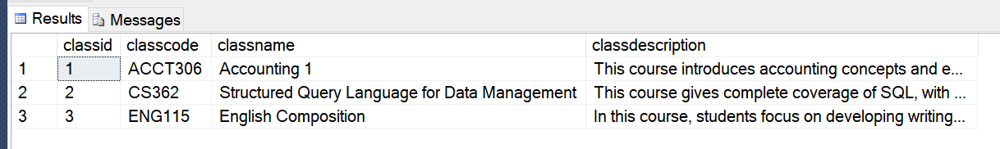 Results Messages
classid classcode classname classdescription
1 1 ACCT306 Accounting 1 This course introduces accounting concepts and e...
2 2 CS362 Structured Query Language for Data Management This course gives complete coverage of SQL, with ...
3 3 ENG115 English Composition In this course, students focus on developing writing...